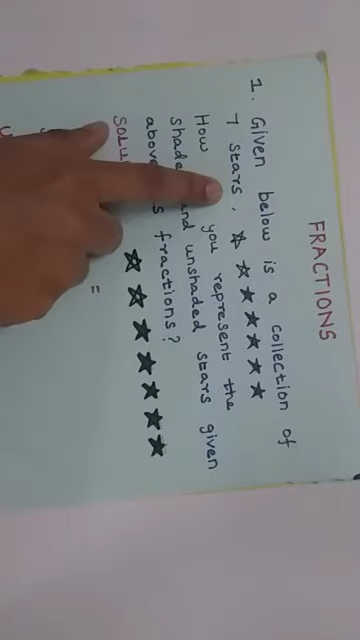 FRACTIONS
1. Given below is a collection of
7 stars. ☆ ★ ★ ★ ★ ★ ★
How you represent the
shade and unshaded stars given
above fractions?
☆ ☆ ★ ★ ★ ★ ★
=